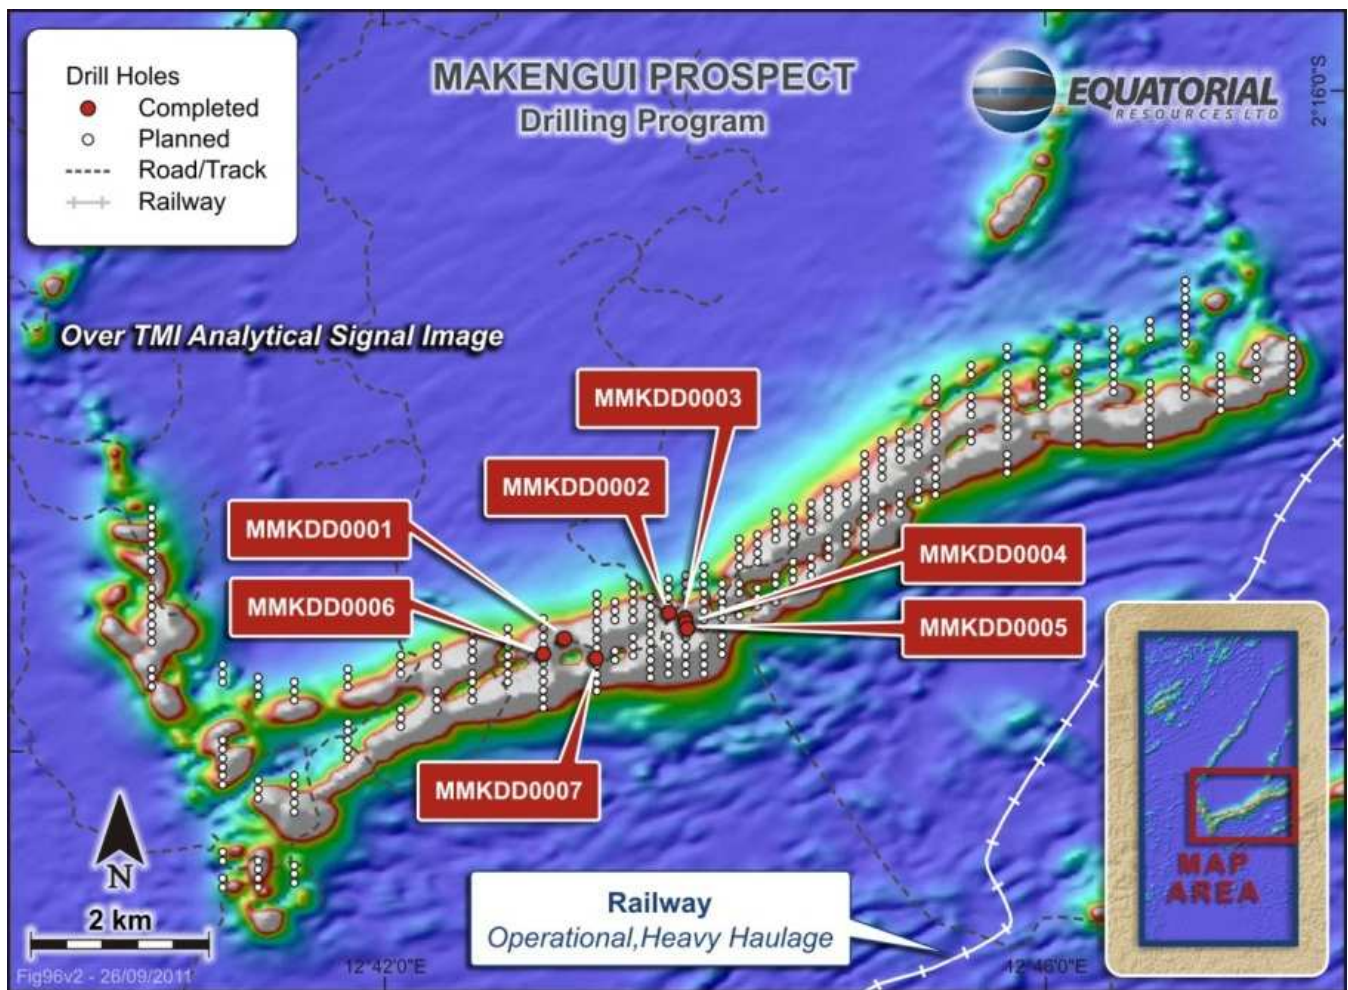 Drill Holes
Completed
Planned
Road/Track
Railway
MAKENGUI PROSPECT
Drilling Program
EQUATORIAL
RESOURCES LTD
2°16'0"S
Over TMI Analytical Signal Image
MMKDD0003
MMKDD0002
MMKDD0001
MMKDD0004
MMKDD0006
MMKDD0005
MMKDD0007
MAP
AREA
N
2 km
Railway
Operational,Heavy Haulage
Fig96v2 - 26/09/2011
12°42'0"E
12°46'0"E